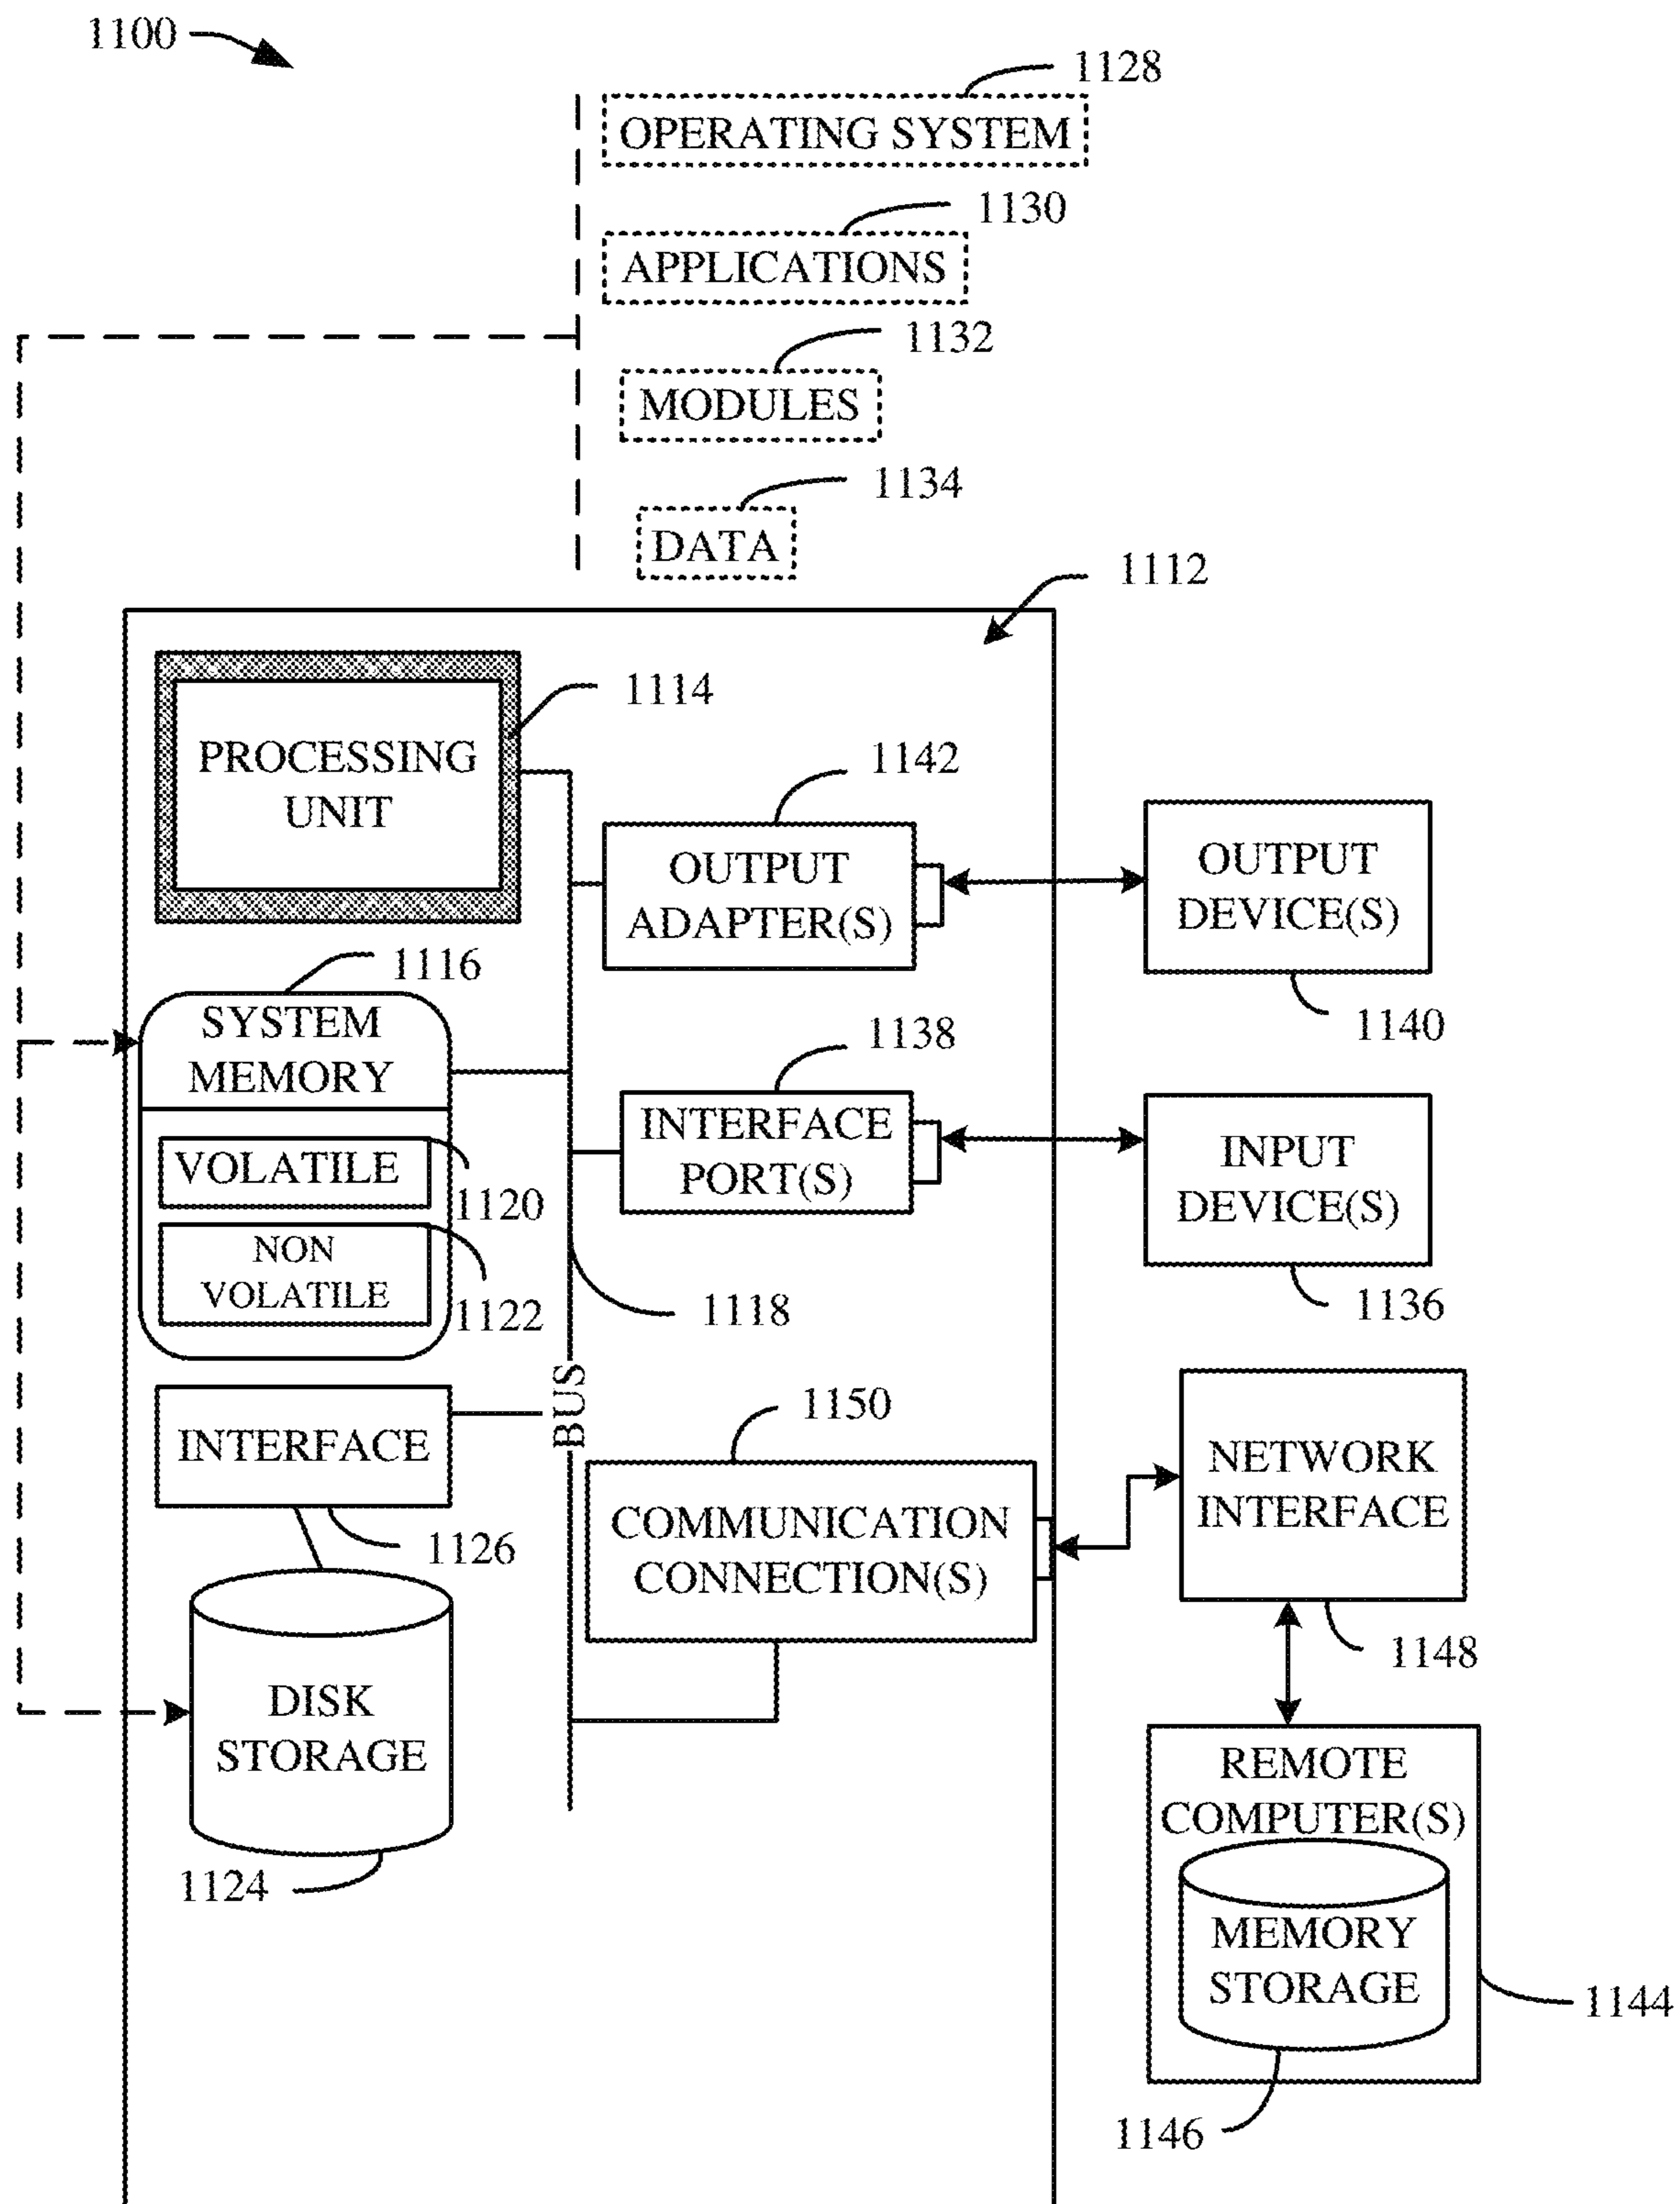 1100
1128
OPERATING SYSTEM
1130
APPLICATIONS
1132
MODULES
1134
DATA
1112
1114
PROCESSING
UNIT
1142
OUTPUT
ADAPTER(S)
OUTPUT
DEVICE(S)
1140
1116
SYSTEM
MEMORY
VOLATILE
1120
NON
VOLATILE
1122
1138
INTERFACE
PORT(S)
INPUT
DEVICE(S)
1136
1118
BUS
INTERFACE
1126
1150
COMMUNICATION
CONNECTION(S)
NETWORK
INTERFACE
1148
DISK
STORAGE
1124
REMOTE
COMPUTER(S)
MEMORY
STORAGE
1144
1146